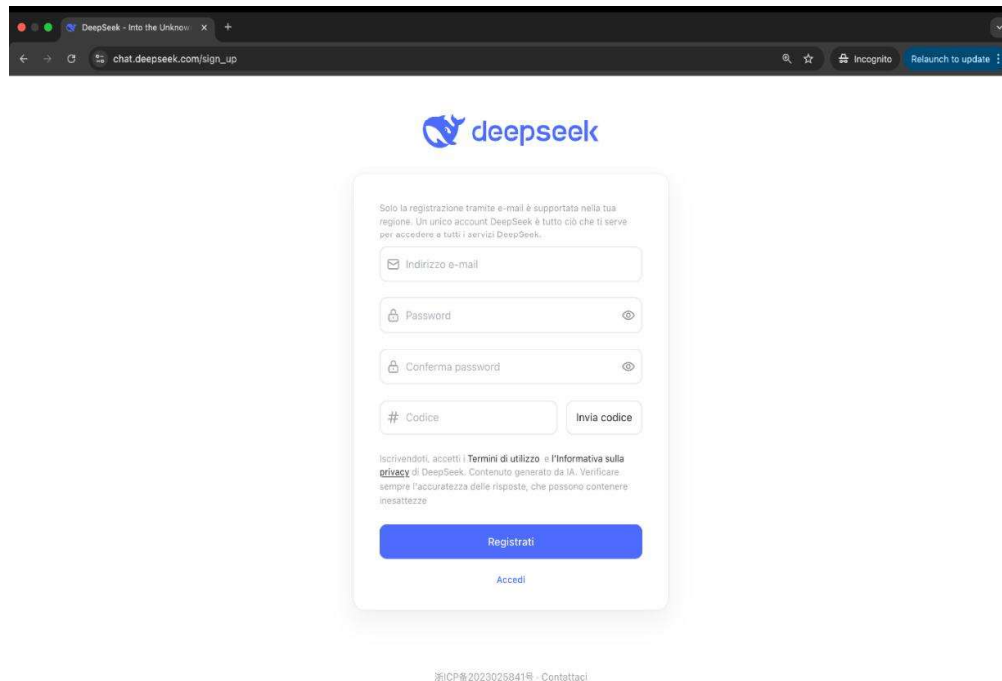 DeepSeek - Into the Unknow
chat.deepseek.com/sign_up
Incognito
Relaunch to update
deepseek
Solo la registrazione tramite e-mail è supportata nella tua
regione. Un unico account DeepSeek è tutto ciò che ti serve
per accedere a tutti i servizi DeepSeek.
Indirizzo e-mail
Password
Conferma password
# Codice
Invia codice
Iscrivendoti, accetti i Termini di utilizzo e l'Informativa sulla
privacy di DeepSeek. Contenuto generato da IA. Verificare
sempre l'accuratezza delle risposte, che possono contenere
inesattezze
Registrati
Accedi
浙ICP备2023025841号 · Contattaci